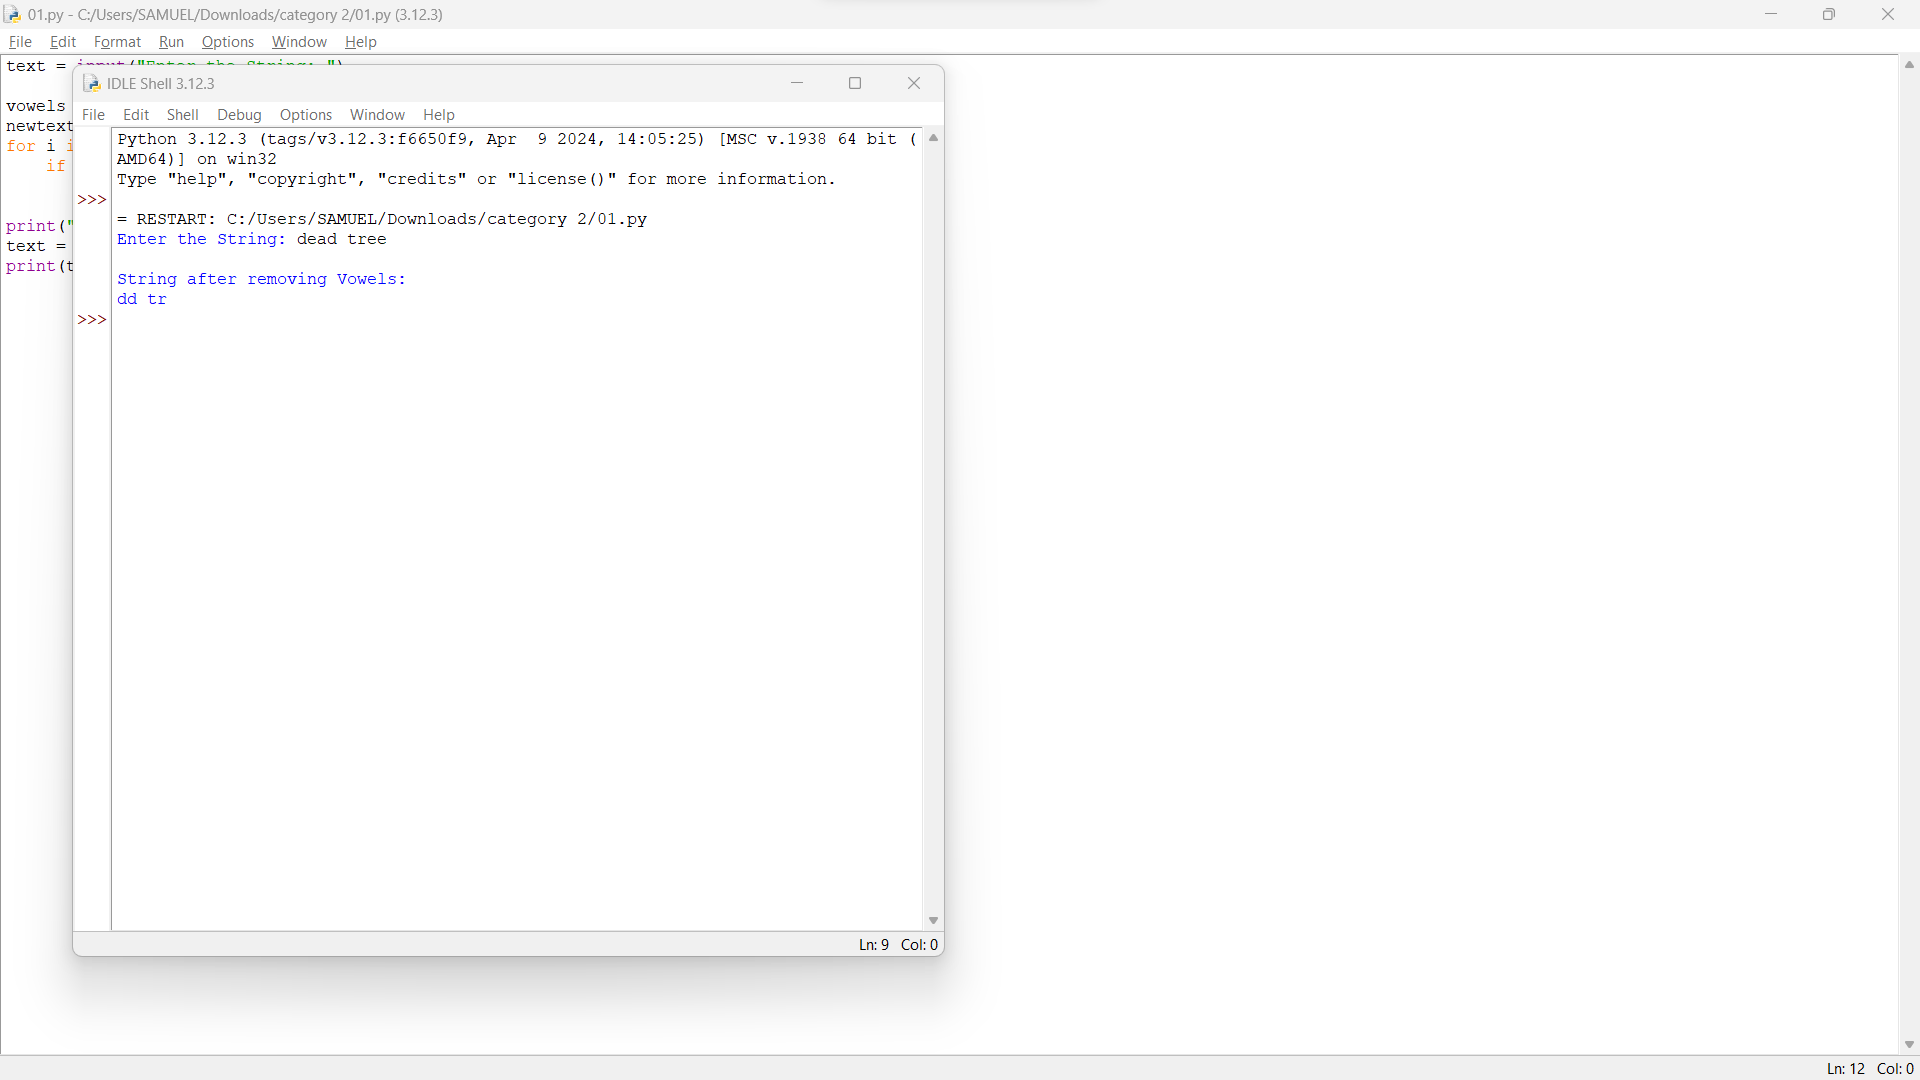 01.py - C:/Users/SAMUEL/Downloads/category 2/01.py (3.12.3)
File Edit Format Run Options Window Help
text = input("Enter the String: ")
IDLE Shell 3.12.3
File Edit Shell Debug Options Window Help
vowels
newtext
for i i
if
print("
text =
print(t
Python 3.12.3 (tags/v3.12.3:f6650f9, Apr  9 2024, 14:05:25) [MSC v.1938 64 bit (
AMD64)] on win32
Type "help", "copyright", "credits" or "license()" for more information.
>>>
= RESTART: C:/Users/SAMUEL/Downloads/category 2/01.py
Enter the String: dead tree
String after removing Vowels:
dd tr
>>>
Ln: 9 Col: 0
Ln: 12 Col: 0